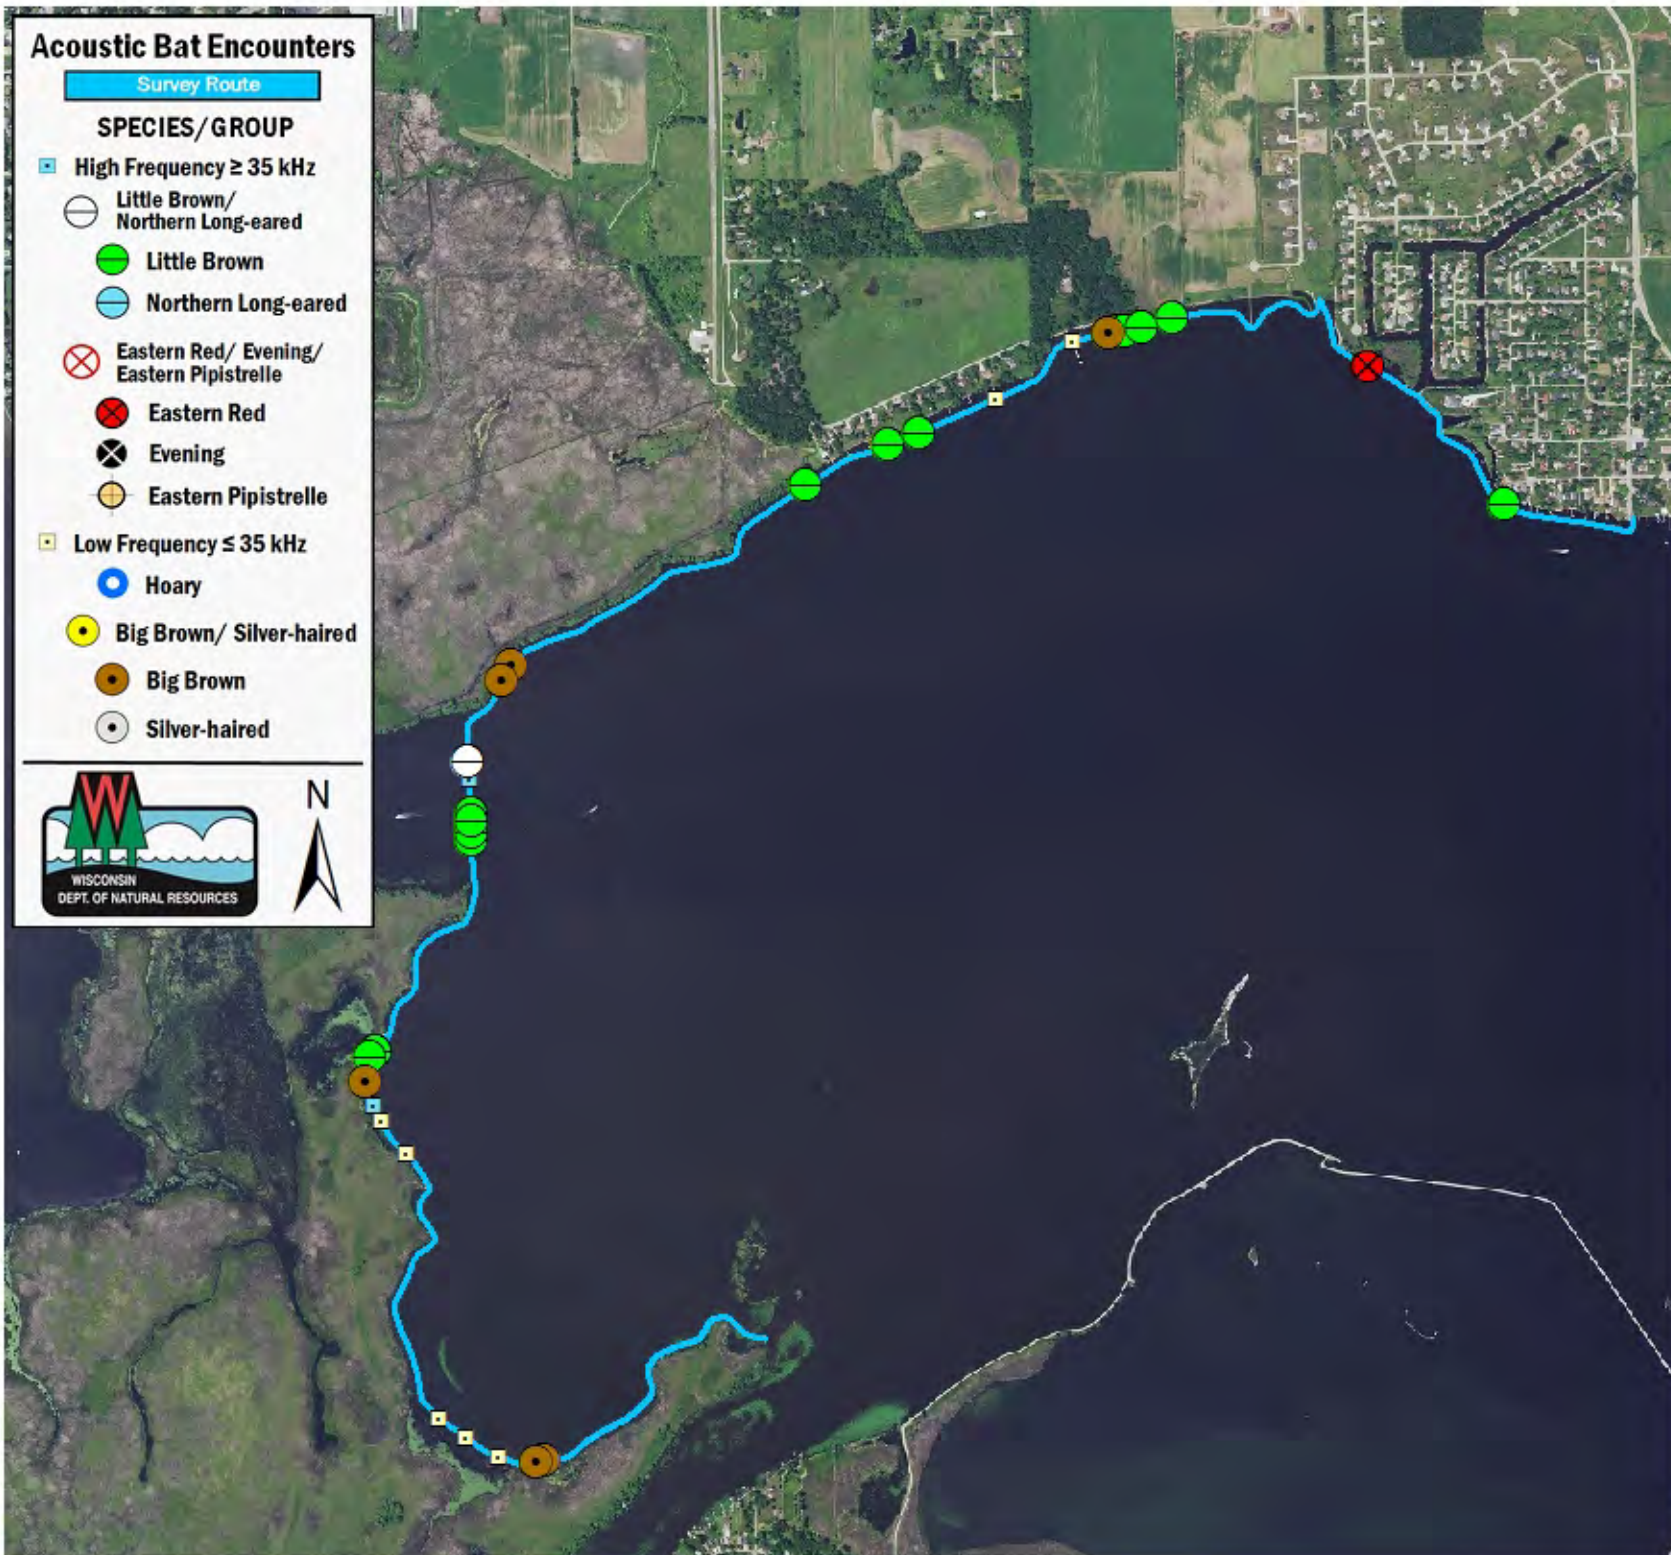 Acoustic Bat Encounters
Survey Route
SPECIES/GROUP
High Frequency ≥ 35 kHz
Little Brown/
Northern Long-eared
Little Brown
Northern Long-eared
Eastern Red/ Evening/
Eastern Pipistrelle
Eastern Red
Evening
Eastern Pipistrelle
Low Frequency ≤ 35 kHz
Hoary
Big Brown/ Silver-haired
Big Brown
Silver-haired
N
W
WISCONSIN
DEPT. OF NATURAL RESOURCES